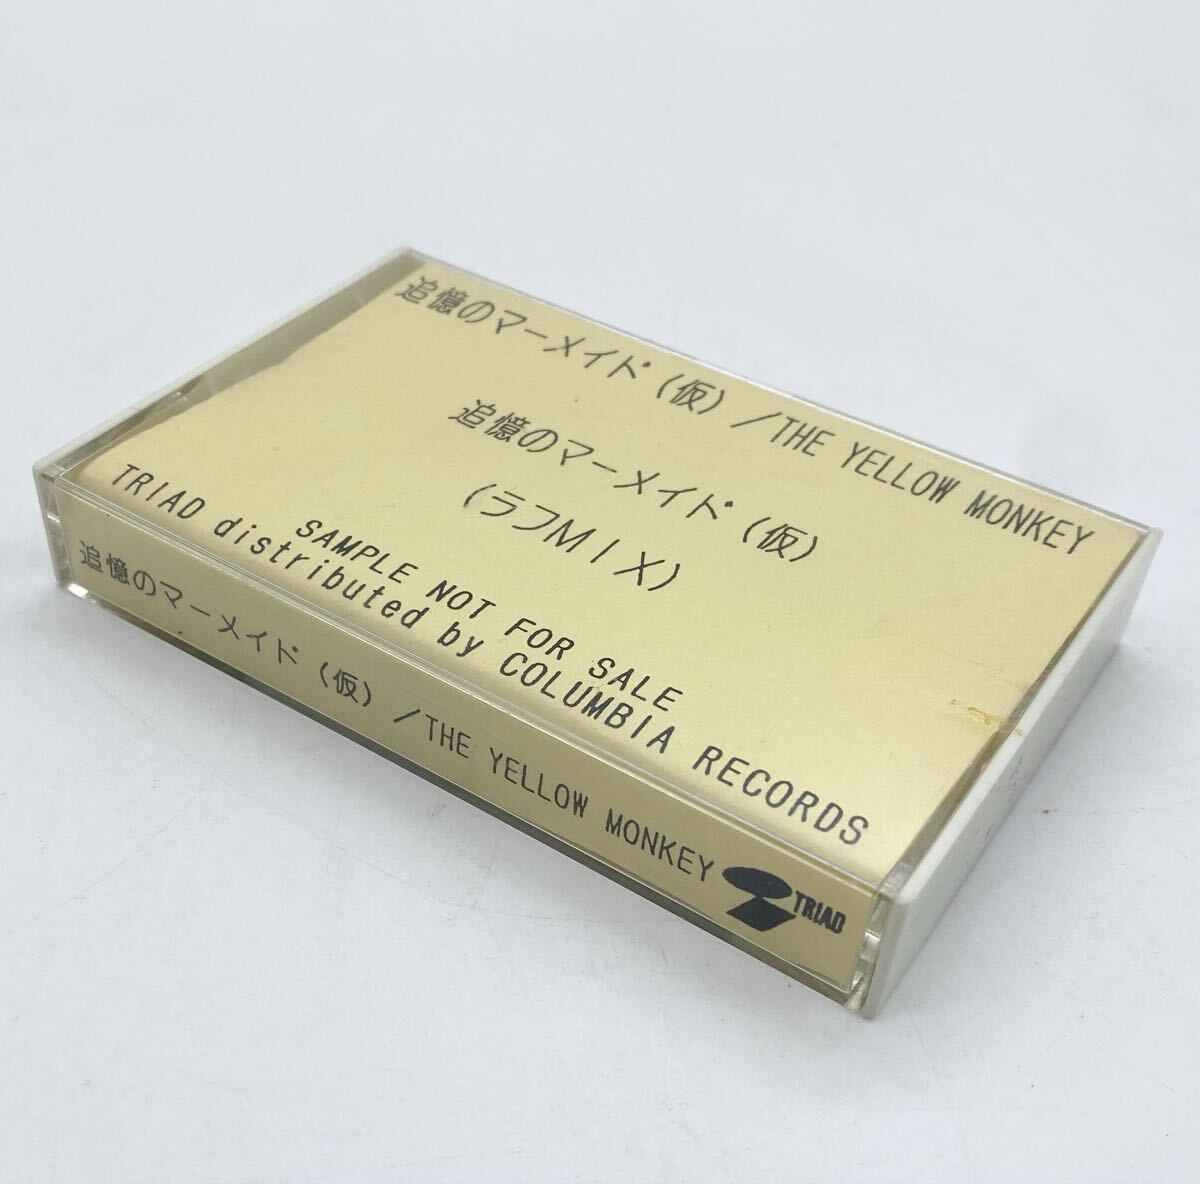 追憶のマーメイド(仮)/THE YELLOW MONKEY
追憶のマーメイド(仮)
(ラフMIX)
SAMPLE NOT FOR SALE
TRIAD distributed by COLUMBIA RECORDS
追憶のマーメイド(仮)/THE YELLOW MONKEY TRIAD